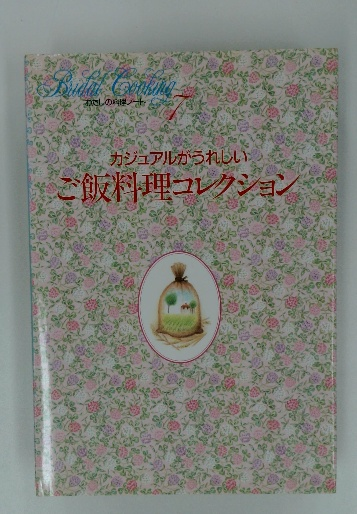 Bridal Cooking
わたしの料理ノート
7
カジュアルがうれしい
ご飯料理コレクション